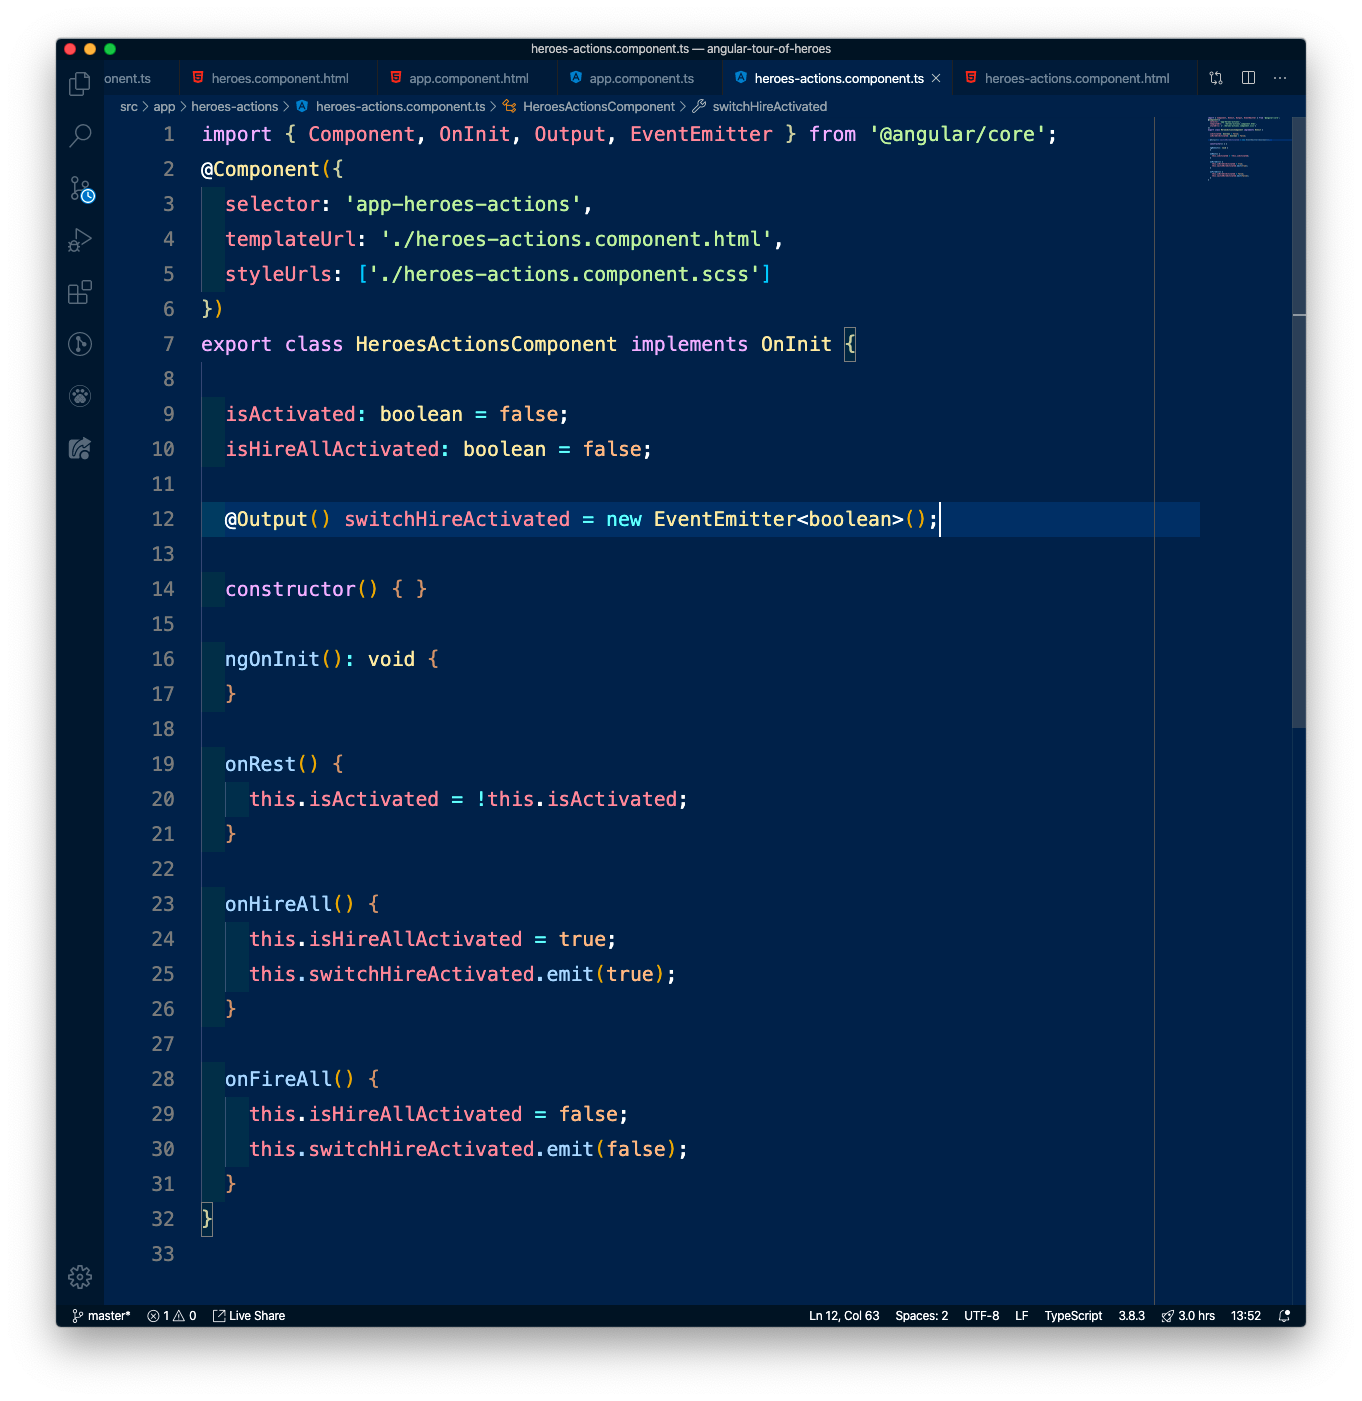 heroes-actions.component.ts — angular-tour-of-heroes
onent.ts heroes.component.html app.component.html app.component.ts heroes-actions.component.ts heroes-actions.component.html
src > app > heroes-actions > heroes-actions.component.ts > HeroesActionsComponent > switchHireActivated
1 import { Component, OnInit, Output, EventEmitter } from '@angular/core';
2 @Component({
3   selector: 'app-heroes-actions',
4   templateUrl: './heroes-actions.component.html',
5   styleUrls: ['./heroes-actions.component.scss']
6 })
7 export class HeroesActionsComponent implements OnInit {
8
9   isActivated: boolean = false;
10   isHireAllActivated: boolean = false;
11
12   @Output() switchHireActivated = new EventEmitter<boolean>();
13
14   constructor() { }
15
16   ngOnInit(): void {
17   }
18
19   onRest() {
20     this.isActivated = !this.isActivated;
21   }
22
23   onHireAll() {
24     this.isHireAllActivated = true;
25     this.switchHireActivated.emit(true);
26   }
27
28   onFireAll() {
29     this.isHireAllActivated = false;
30     this.switchHireActivated.emit(false);
31   }
32 }
33
master* 1 0 Live Share Ln 12, Col 63 Spaces: 2 UTF-8 LF TypeScript 3.8.3 3.0 hrs 13:52